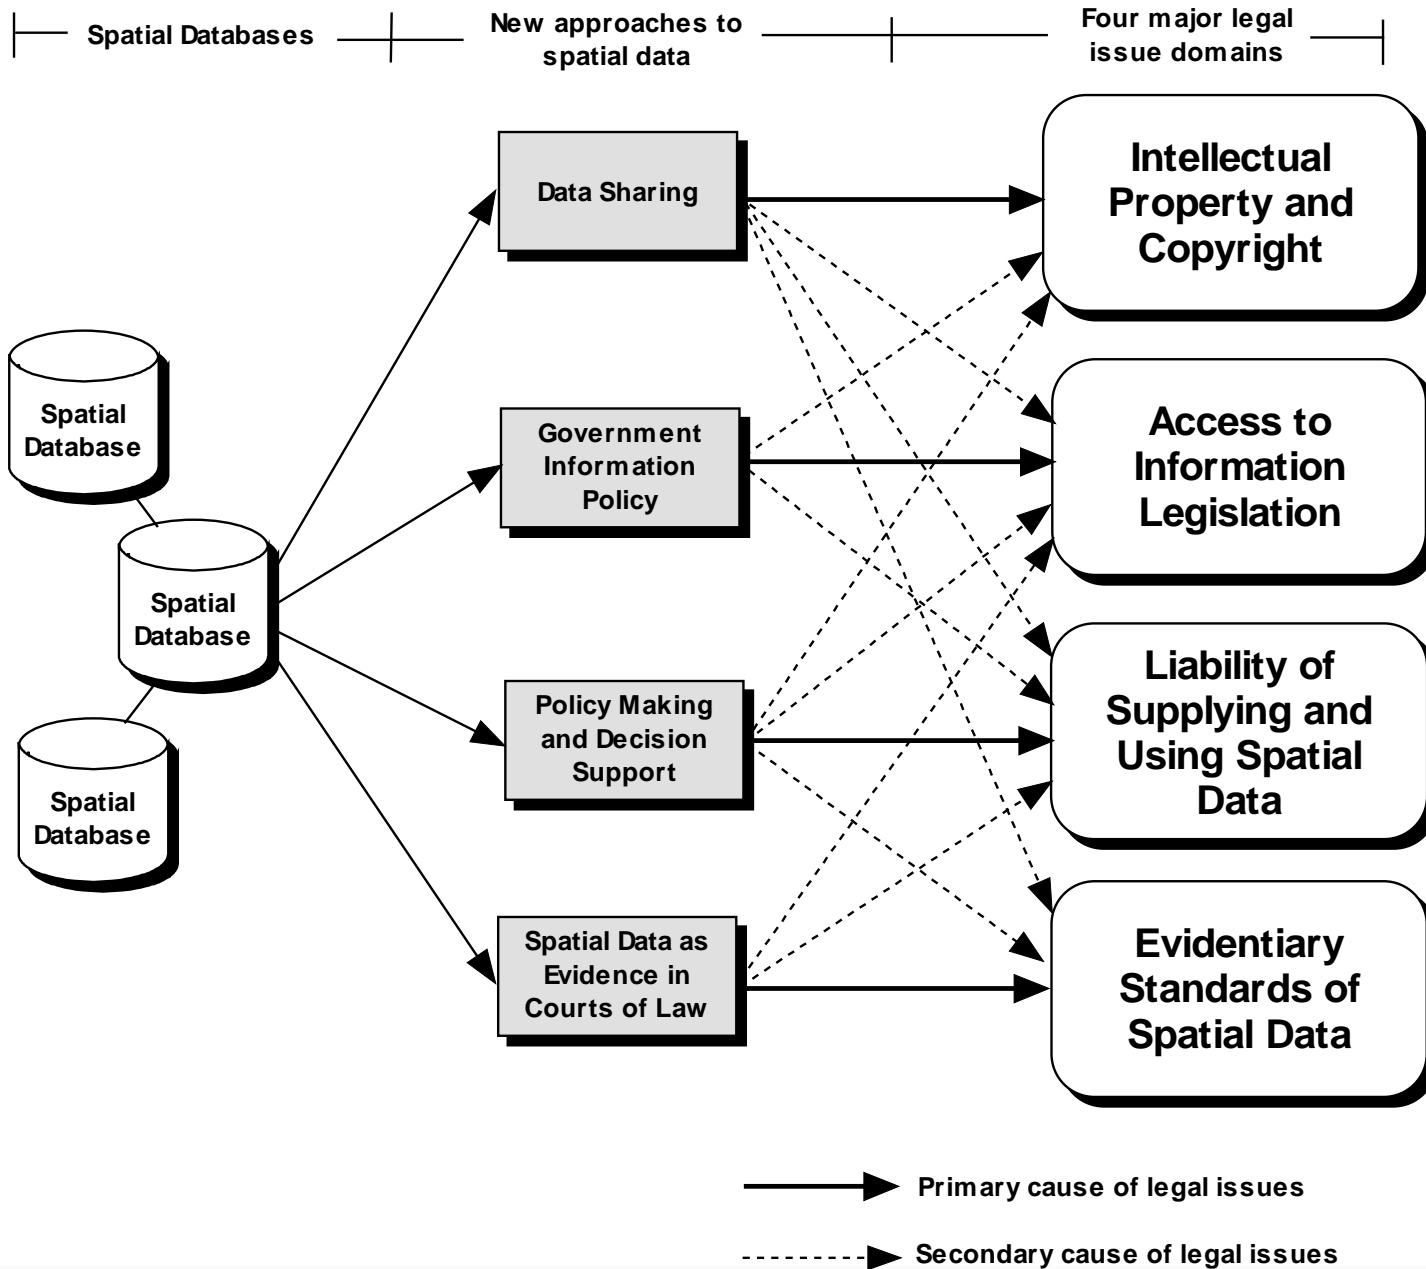 Spatial Databases
New approaches to
spatial data
Four major legal
issue domains
Spatial
Database
Spatial
Database
Spatial
Database
Data Sharing
Government
Information
Policy
Policy Making
and Decision
Support
Spatial Data as
Evidence in
Courts of Law
Intellectual
Property and
Copyright
Access to
Information
Legislation
Liability of
Supplying and
Using Spatial
Data
Evidentiary
Standards of
Spatial Data
Primary cause of legal issues
Secondary cause of legal issues